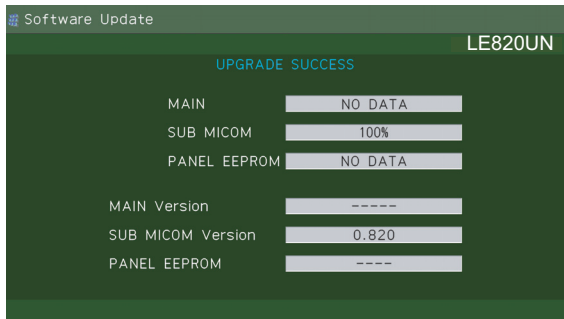 Software Update
LE820UN
UPGRADE SUCCESS
MAIN NO DATA
SUB MICOM 100%
PANEL EEPROM NO DATA
MAIN Version -----
SUB MICOM Version 0.820
PANEL EEPROM ----